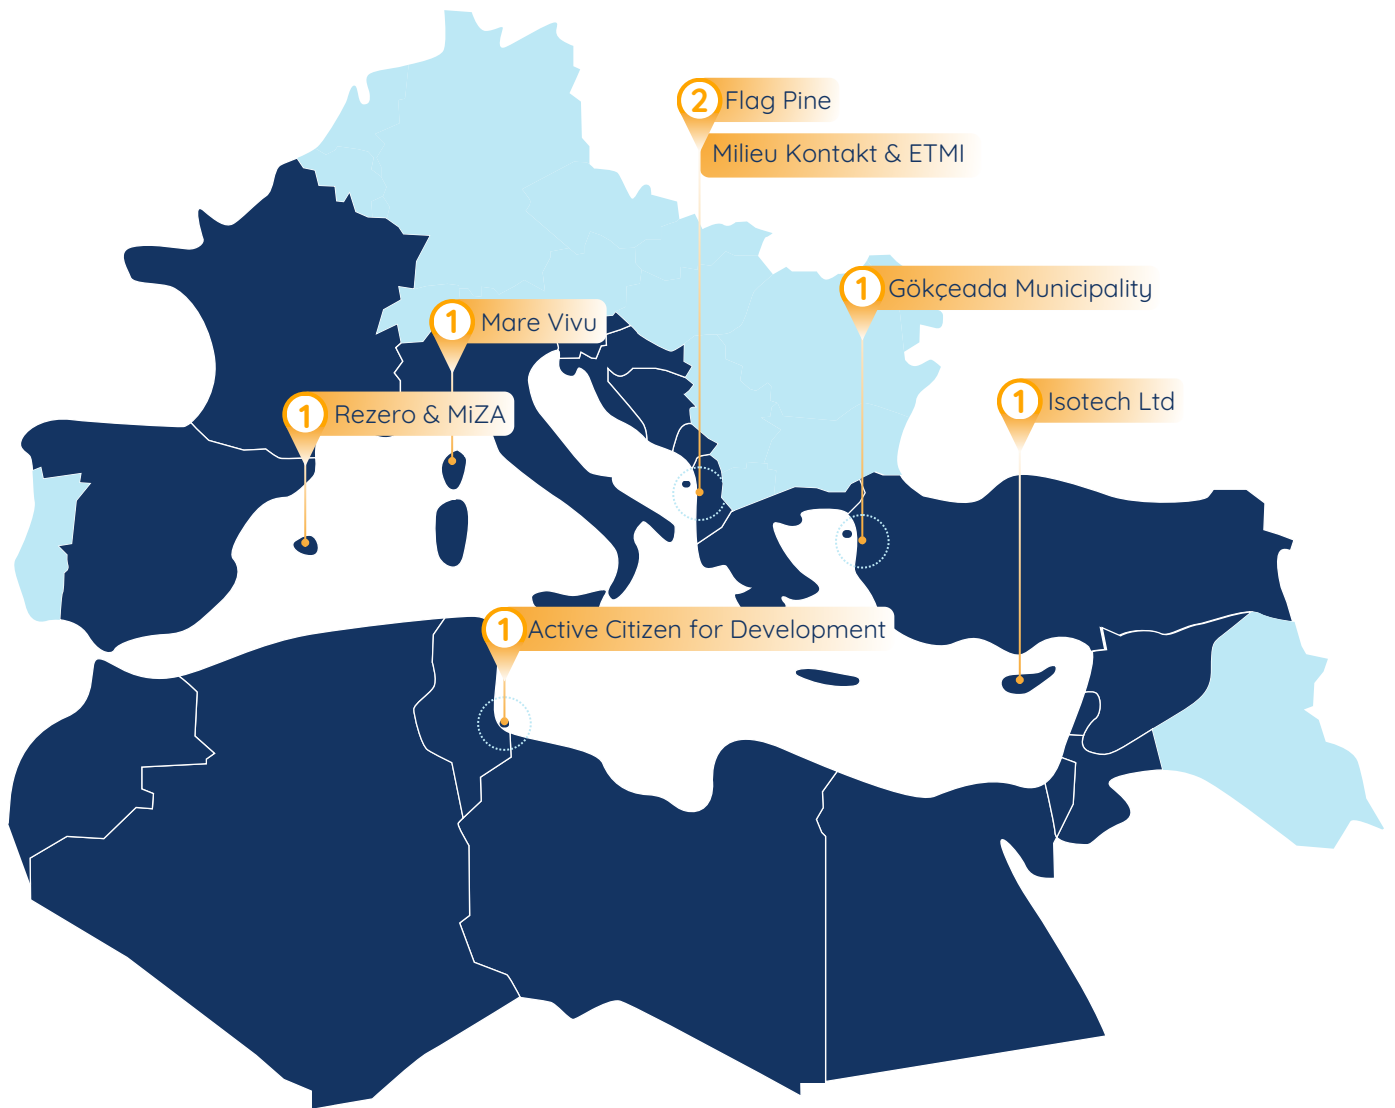 2 Flag Pine
Milieu Kontakt & ETMI
1 Gökçeada Municipality
1 Mare Vivu
1 Isotech Ltd
1 Rezero & MiZA
1 Active Citizen for Development